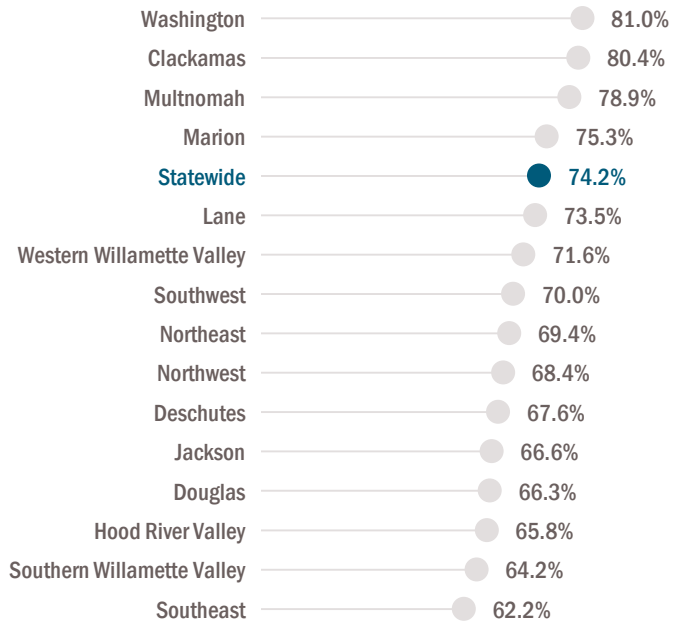 Washington 81.0%
Clackamas 80.4%
Multnomah 78.9%
Marion 75.3%
Statewide 74.2%
Lane 73.5%
Western Willamette Valley 71.6%
Southwest 70.0%
Northeast 69.4%
Northwest 68.4%
Deschutes 67.6%
Jackson 66.6%
Douglas 66.3%
Hood River Valley 65.8%
Southern Willamette Valley 64.2%
Southeast 62.2%